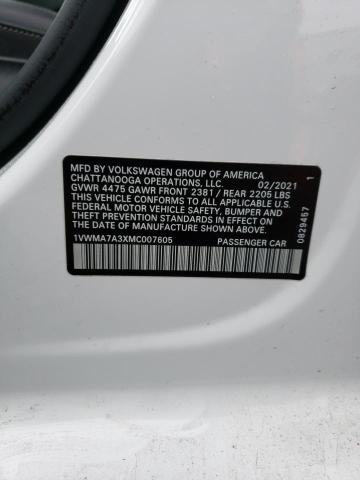 MFD BY VOLKSWAGEN GROUP OF AMERICA
CHATTANOOGA OPERATIONS, LLC. 02/2021 1
GVWR 4475 GAWR FRONT 2381 / REAR 2205 LBS
THIS VEHICLE CONFORMS TO ALL APPLICABLE
FEDERAL MOTOR VEHICLE SAFETY, BUMPER AND
THEFT PREVENTION STANDARDS IN EFFECT ON
THE DATE OF MANUFACTURE SHOWN ABOVE.
1VWMA7A3XMC007605 PASSENGER CAR
0829457